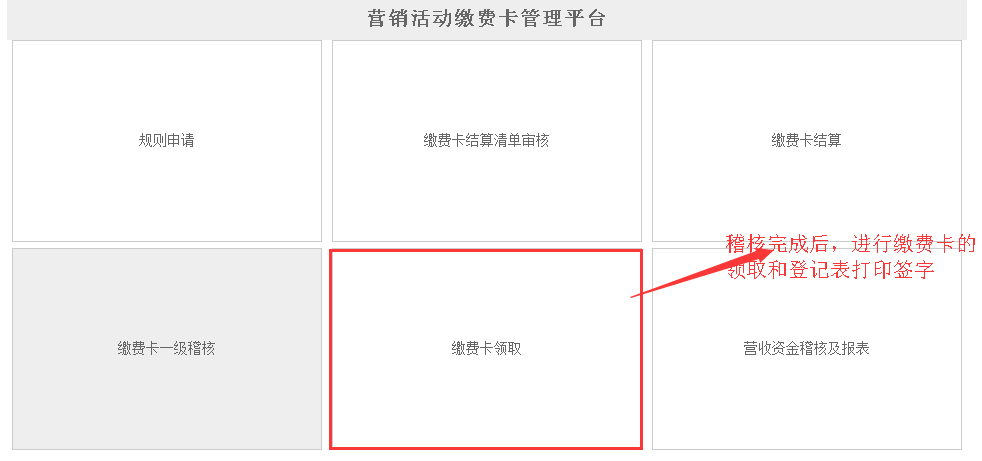 营销活动缴费卡管理平台
规则申请
缴费卡结算清单审核
缴费卡结算
稽核完成后，进行缴费卡的
领取和登记表打印签字
缴费卡一级稽核
缴费卡领取
营收资金稽核及报表